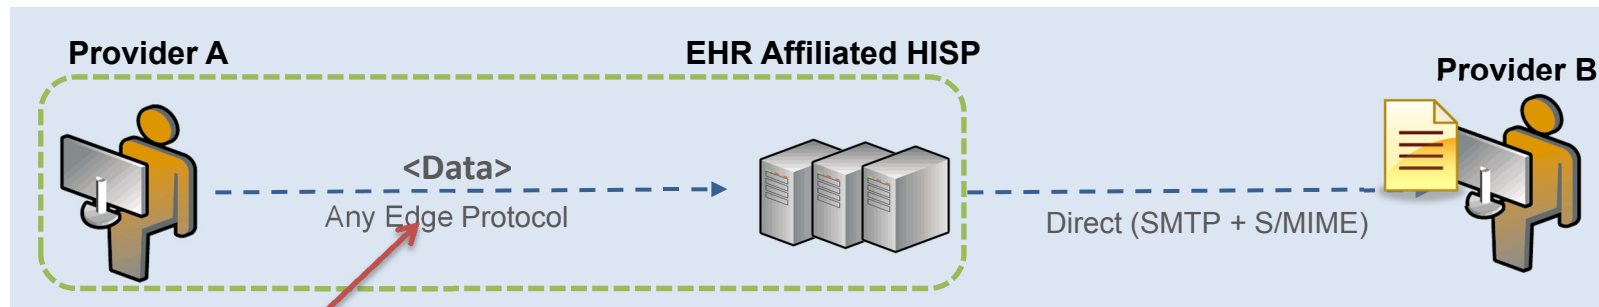 Provider A
EHR Affiliated HISP
Provider B
<Data>
Any Edge Protocol
Direct (SMTP + S/MIME)